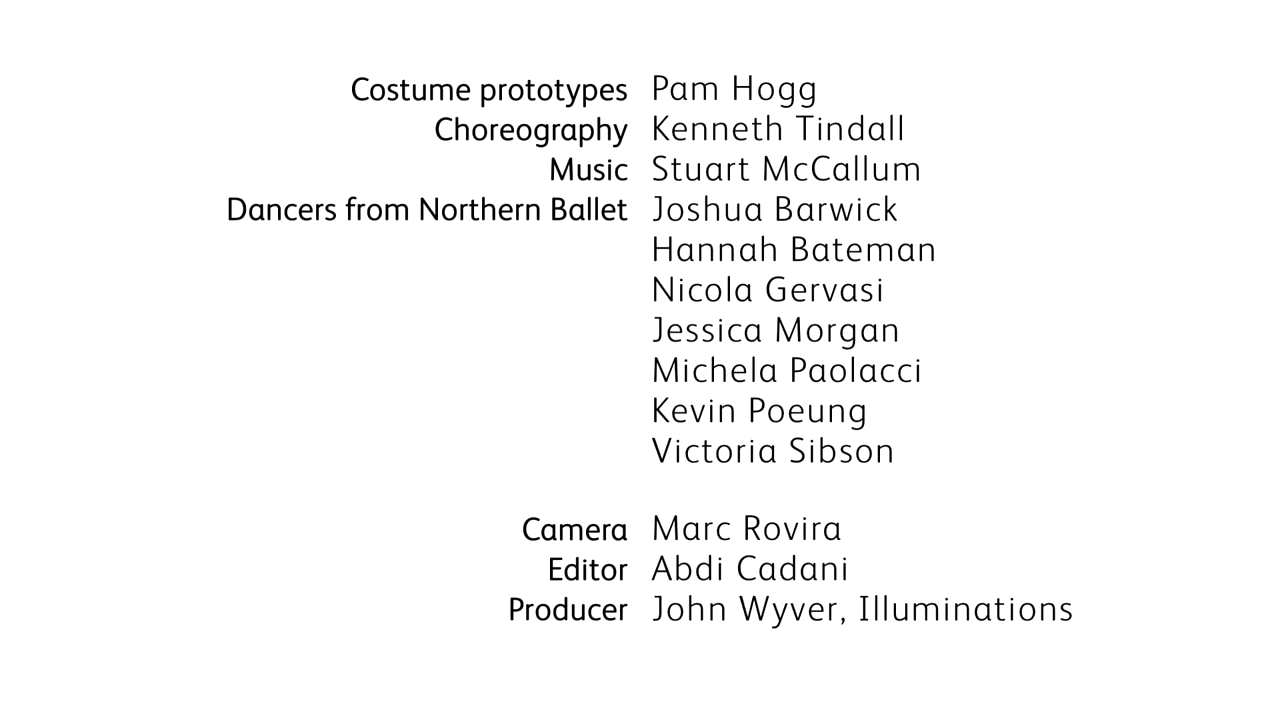 Costume prototypes Pam Hogg
Choreography Kenneth Tindall
Music Stuart McCallum
Dancers from Northern Ballet Joshua Barwick
Hannah Bateman
Nicola Gervasi
Jessica Morgan
Michela Paolacci
Kevin Poeung
Victoria Sibson
Camera Marc Rovira
Editor Abdi Cadani
Producer John Wyver, Illuminations